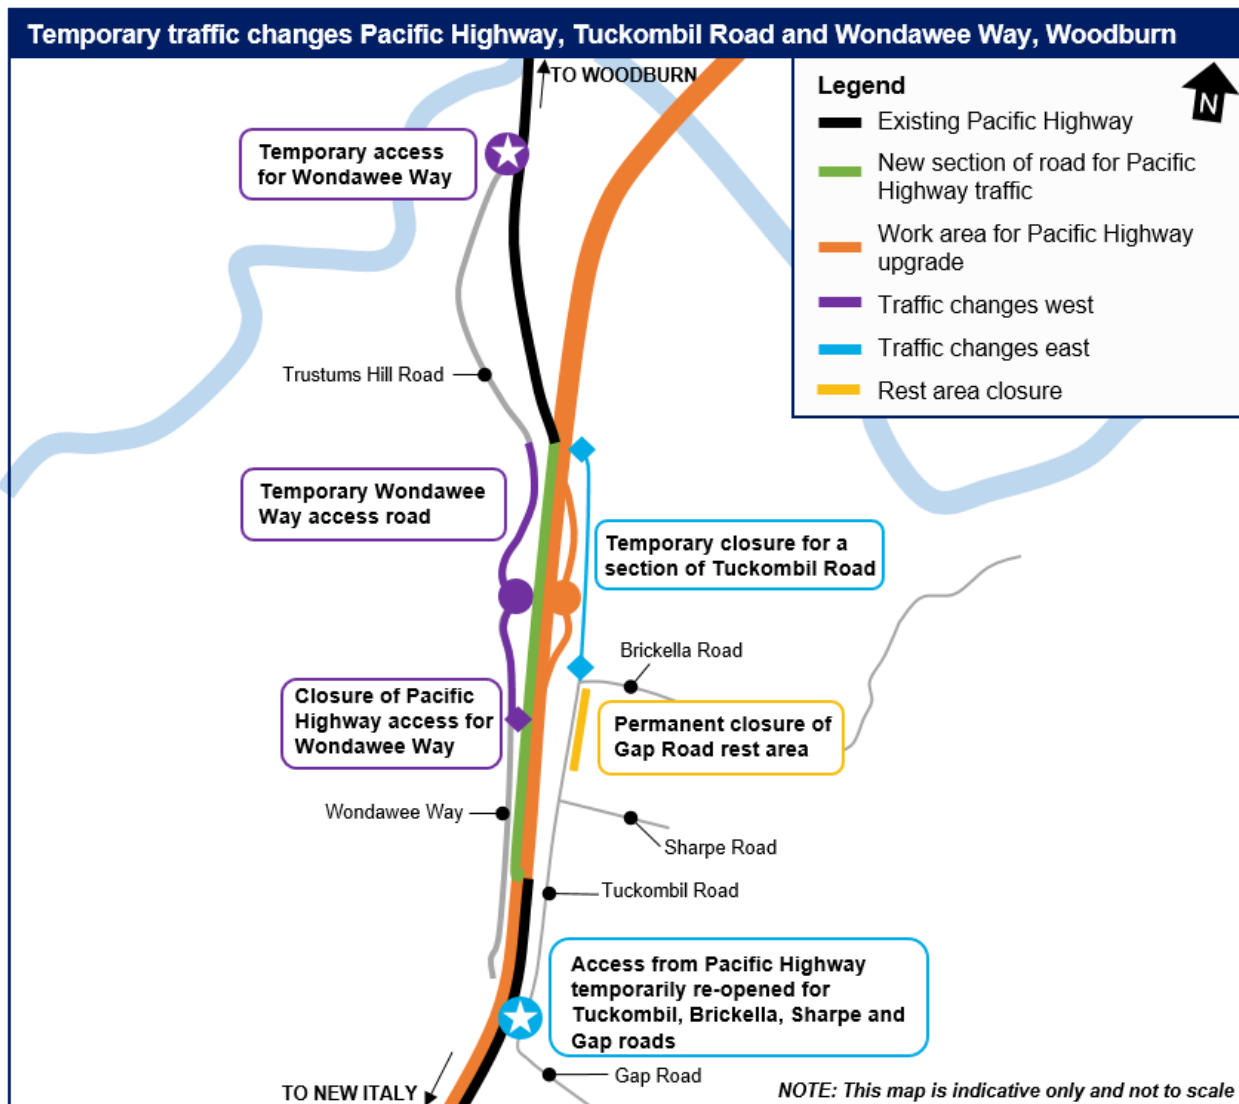 Temporary traffic changes Pacific Highway, Tuckombil Road and Wondawee Way, Woodburn
TO WOODBURN
Legend
N
Existing Pacific Highway
New section of road for Pacific
Highway traffic
Work area for Pacific Highway
upgrade
Traffic changes west
Traffic changes east
Rest area closure
Temporary access
for Wondawee Way
Trustums Hill Road
Temporary Wondawee
Way access road
Temporary closure for a
section of Tuckombil Road
Brickella Road
Closure of Pacific
Highway access for
Wondawee Way
Permanent closure of
Gap Road rest area
Wondawee Way
Sharpe Road
Tuckombil Road
Access from Pacific Highway
temporarily re-opened for
Tuckombil, Brickella, Sharpe and
Gap roads
Gap Road
TO NEW ITALY
NOTE: This map is indicative only and not to scale